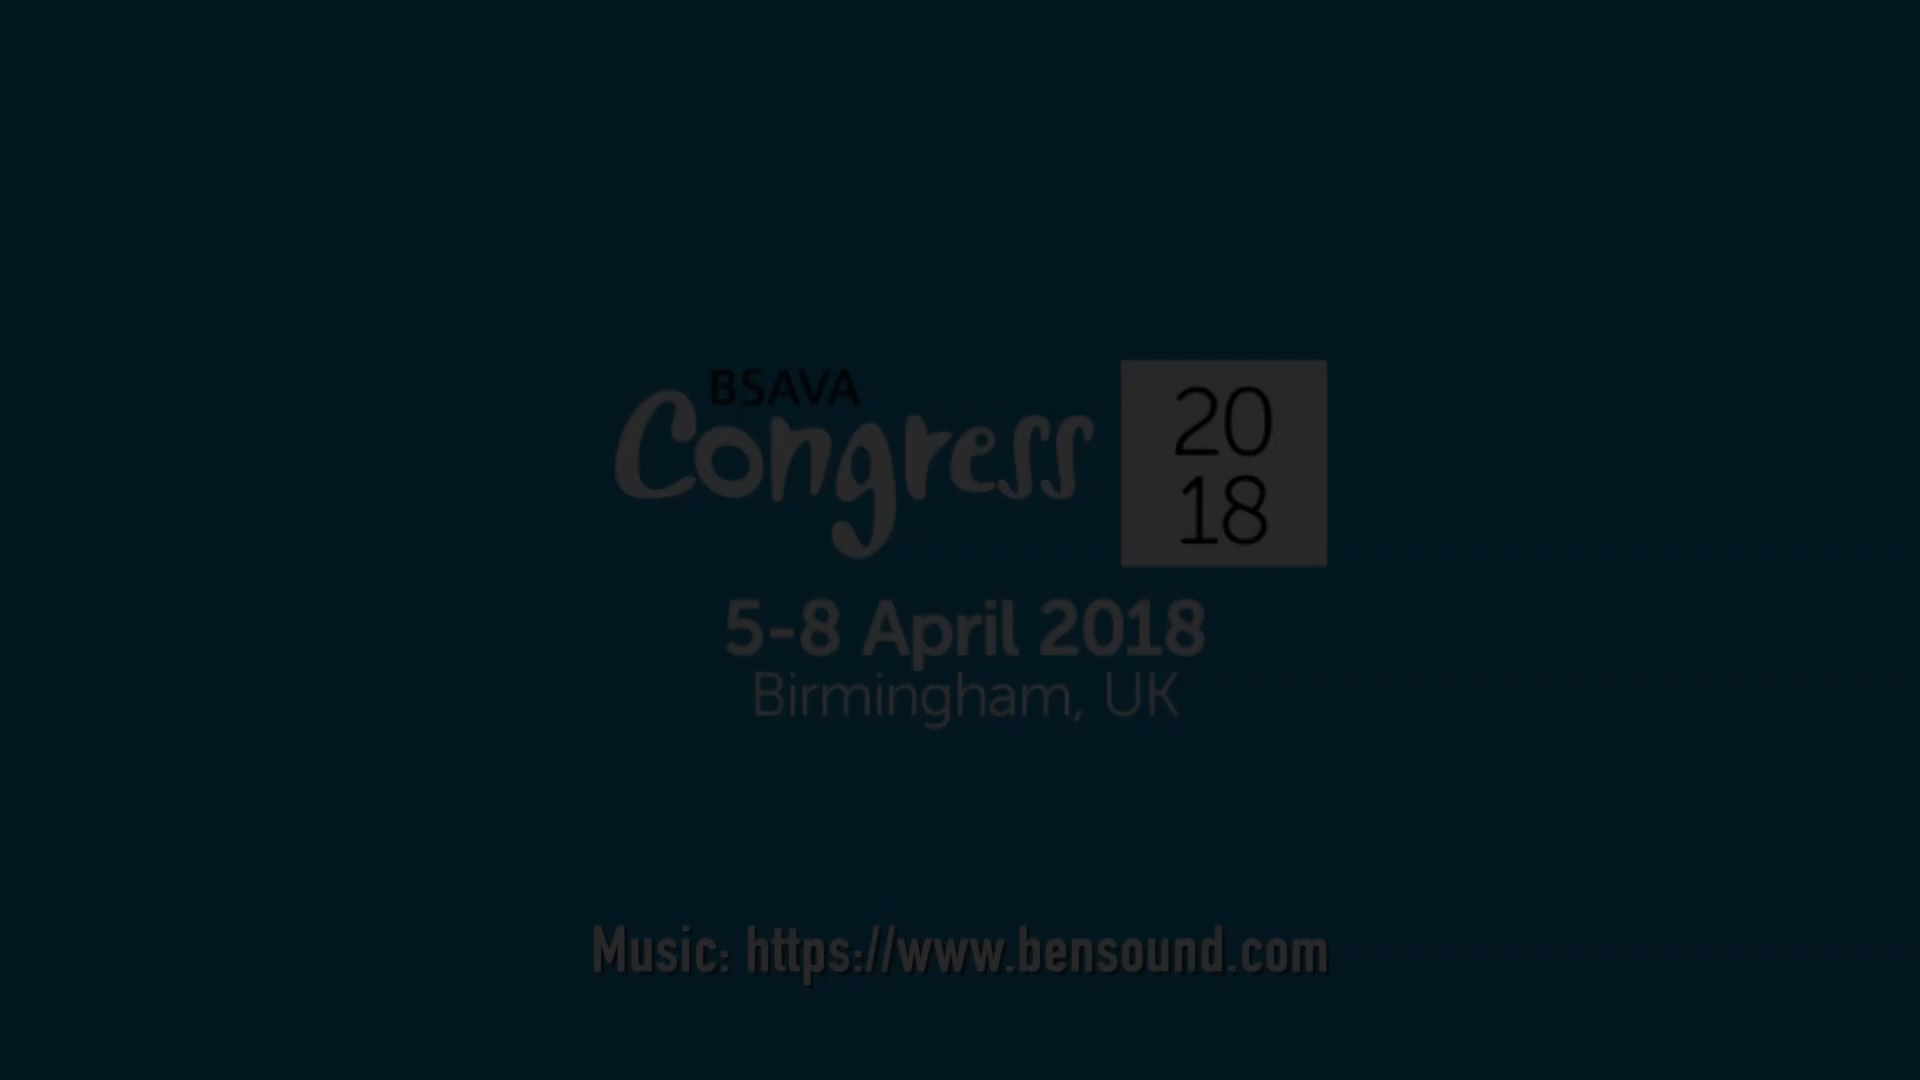 BSAVA
Congress
20
18
5-8 April 2018
Birmingham, UK
Music: https://www.bensound.com